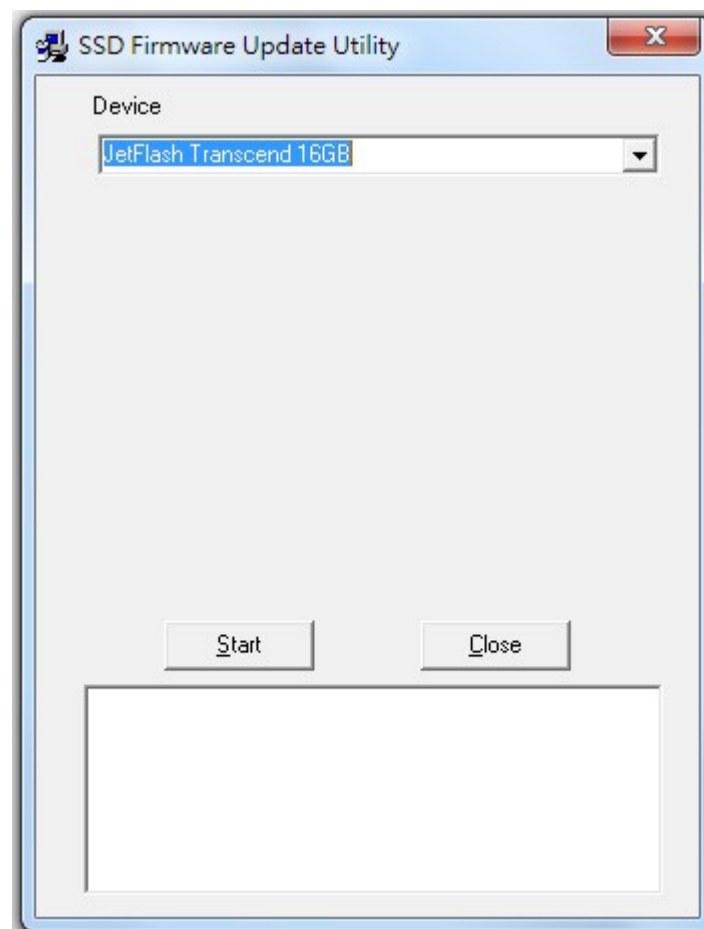 SSD Firmware Update Utility
Device
JetFlash Transcend 16GB
Start
Close